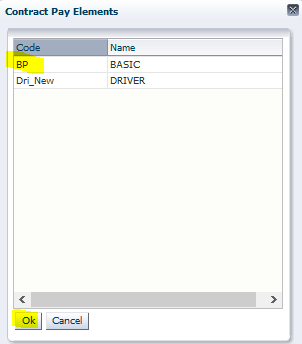 Contract Pay Elements
Code Name
BP BASIC
Dri_New DRIVER
Ok Cancel